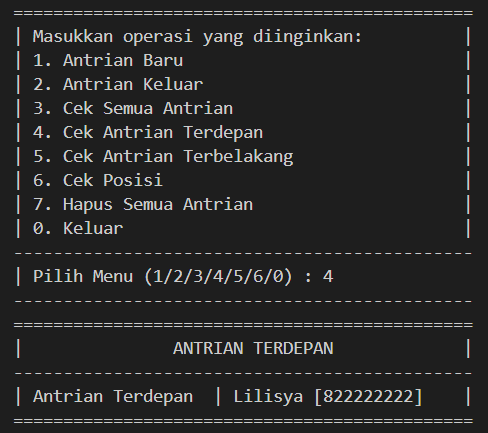 ==============================================
| Masukkan operasi yang diinginkan:          |
| 1. Antrian Baru                            |
| 2. Antrian Keluar                          |
| 3. Cek Semua Antrian                       |
| 4. Cek Antrian Terdepan                    |
| 5. Cek Antrian Terbelakang                 |
| 6. Cek Posisi                              |
| 7. Hapus Semua Antrian                     |
| 0. Keluar                                  |
----------------------------------------------
| Pilih Menu (1/2/3/4/5/6/0) : 4
----------------------------------------------
==============================================
|               ANTRIAN TERDEPAN             |
----------------------------------------------
| Antrian Terdepan  | Lilisya [822222222]    |
==============================================